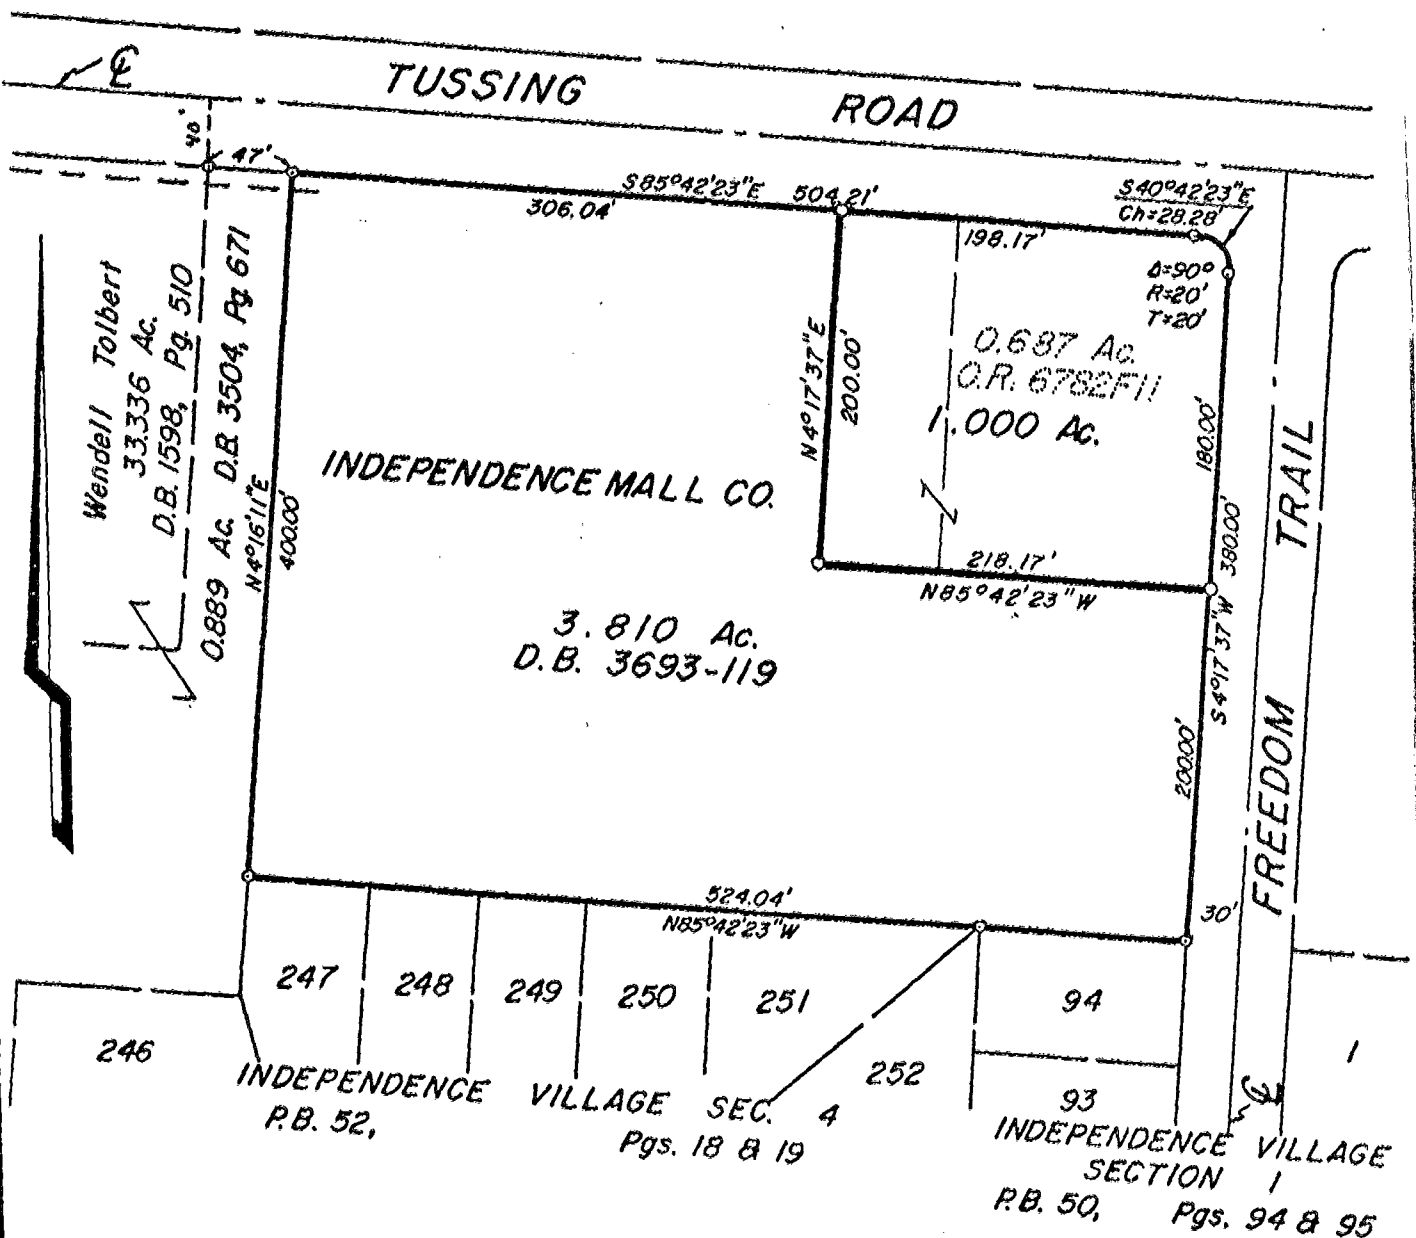 ℄
TUSSING ROAD
40'
47'
S85°42'23"E 504.21'
306.04'
198.17'
S40°42'23"E
Ch=28.28'
Δ=90°
R=20'
T=20'
Wendell Tolbert
33.336 Ac.
D.B. 1598, Pg. 510
0.889 Ac. D.B. 3504, Pg. 671
N4°16'11"E
400.00'
INDEPENDENCE MALL CO.
N4°17'37"E
200.00'
0.687 Ac.
O.R. 6782F11
1.000 Ac.
180.00'
380.00'
218.17'
N85°42'23"W
S4°17'37"W
3.810 Ac.
D.B. 3693-119
200.00'
FREEDOM TRAIL
524.04'
N85°42'23"W
30'
247
248
249
250
251
94
246
252
93
1
℄
INDEPENDENCE VILLAGE SEC. 4
P.B. 52, Pgs. 18 & 19
INDEPENDENCE VILLAGE
SECTION 1
P.B. 50, Pgs. 94 & 95